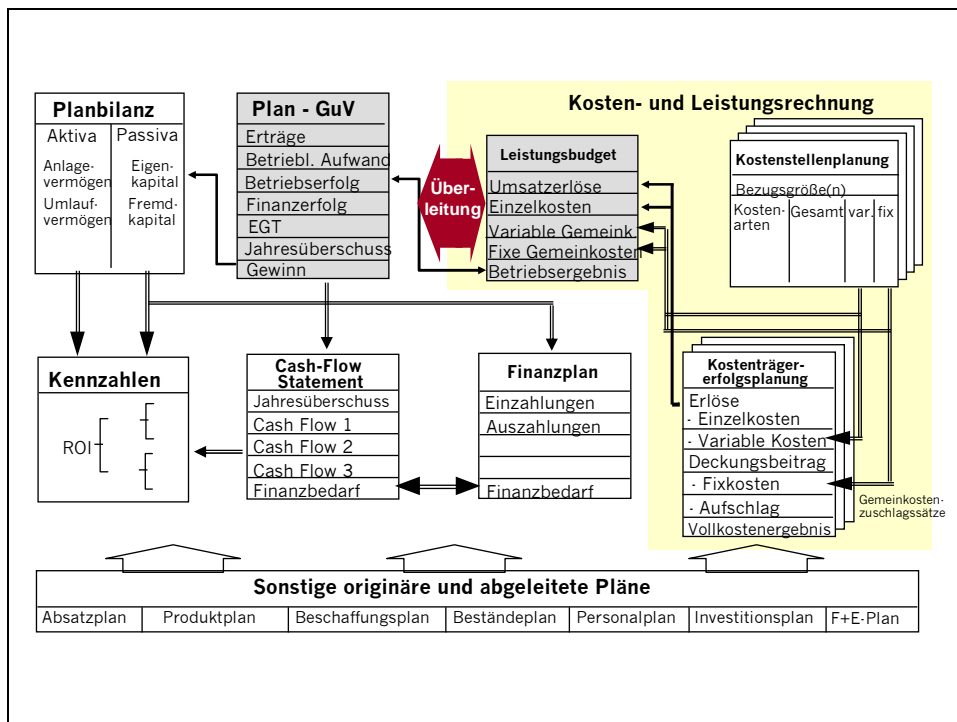 Planbilanz
Aktiva
Passiva
Anlage-
vermögen
Umlauf-
vermögen
Eigen-
kapital
Fremd-
kapital
Plan - GuV
Erträge
Betriebl. Aufwand
Betriebserfolg
Finanzerfolg
EGT
Jahresüberschuss
Gewinn
Über-
leitung
Kosten- und Leistungsrechnung
Leistungsbudget
Umsatzerlöse
Einzelkosten
Variable Gemeink.
Fixe Gemeinkosten
Betriebsergebnis
Kostenstellenplanung
Bezugsgröße(n)
Kosten-
arten
Gesamt
var.
fix
Kennzahlen
ROI
Cash-Flow
Statement
Jahresüberschuss
Cash Flow 1
Cash Flow 2
Cash Flow 3
Finanzbedarf
Finanzplan
Einzahlungen
Auszahlungen
Finanzbedarf
Kostenträger-
erfolgsplanung
Erlöse
- Einzelkosten
- Variable Kosten
Deckungsbeitrag
- Fixkosten
- Aufschlag
Vollkostenergebnis
Gemeinkosten-
zuschlagssätze
Sonstige originäre und abgeleitete Pläne
Absatzplan
Produktplan
Beschaffungsplan
Beständeplan
Personalplan
Investitionsplan
F+E-Plan